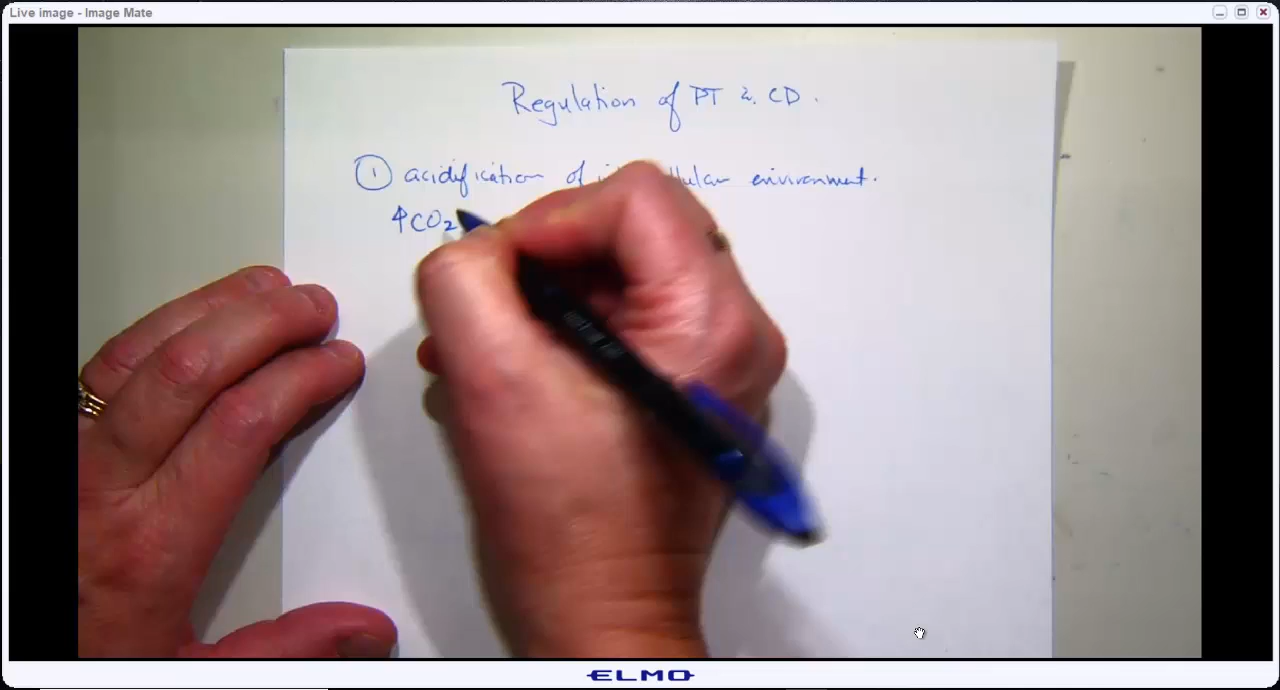 Live image - Image Mate
Regulation of PT & CD.
① acidification of environment.
↑CO₂
ELMO